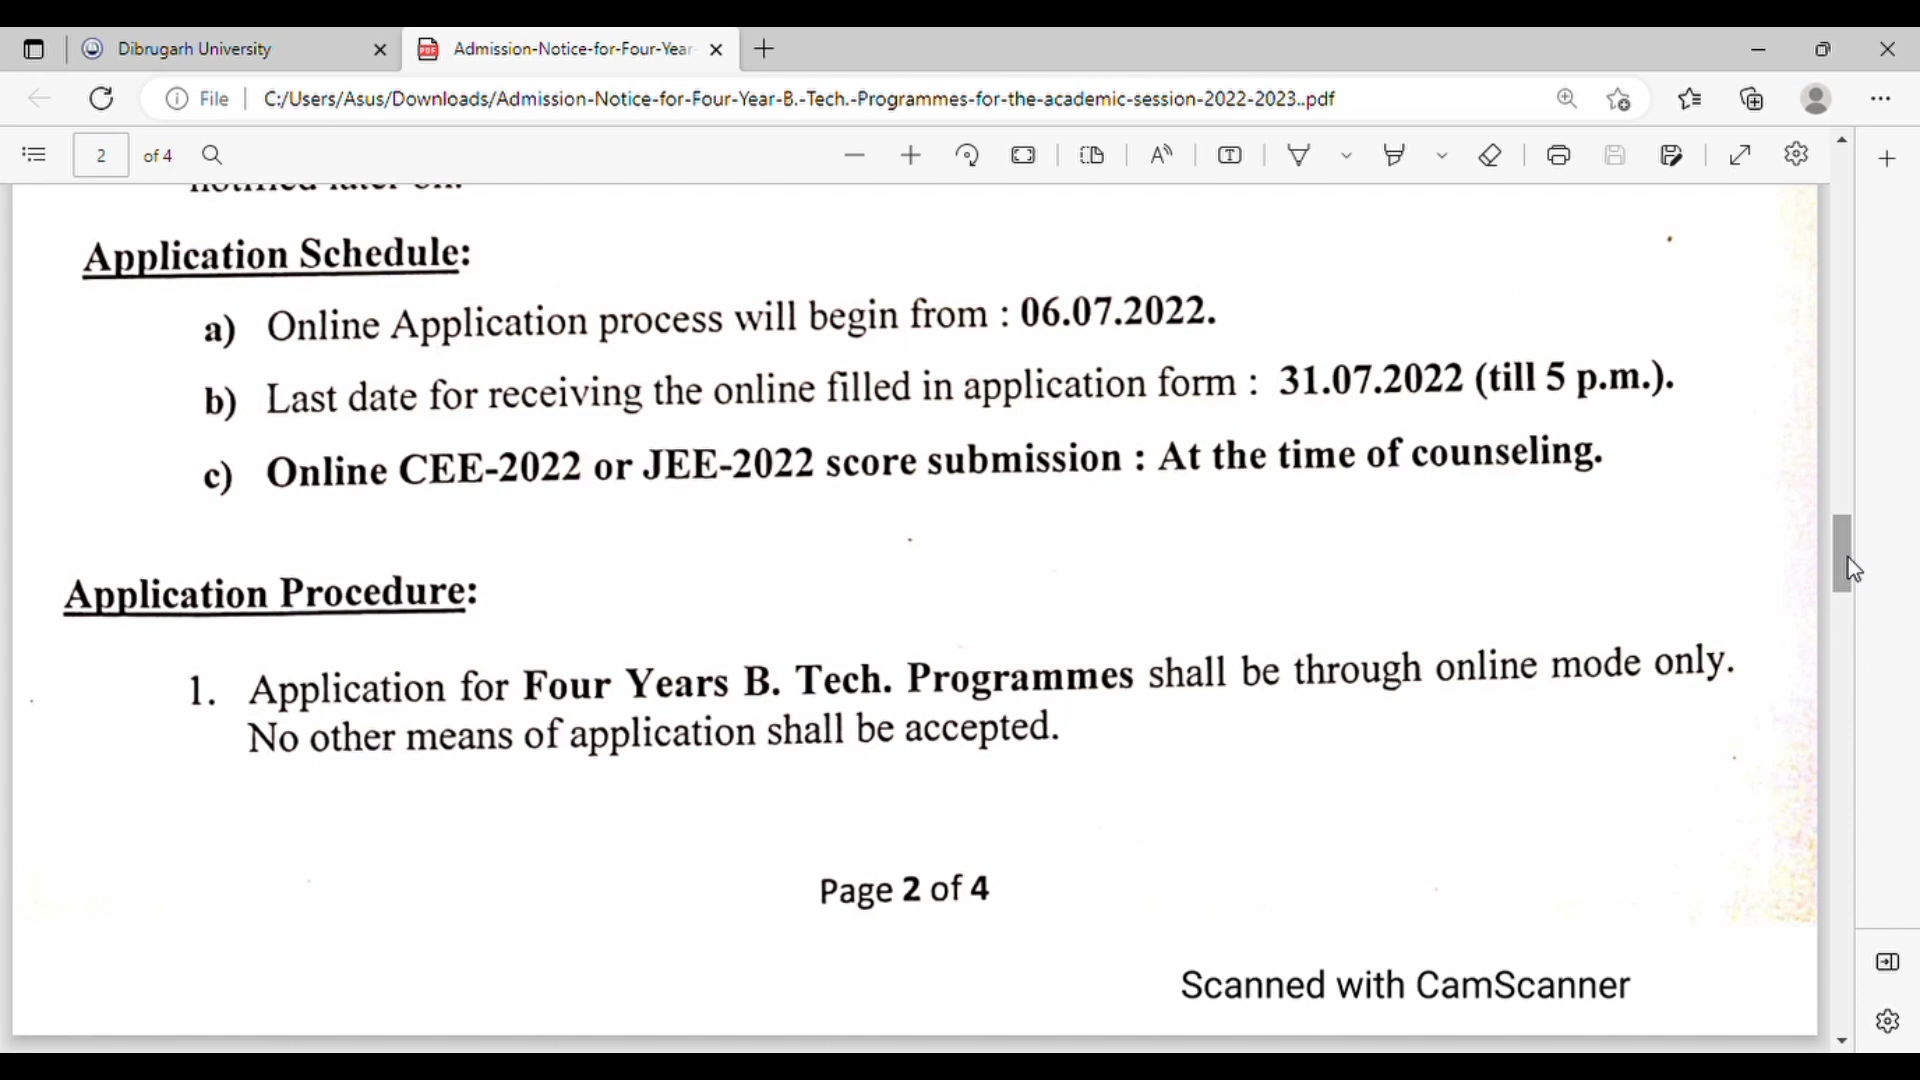 Dibrugarh University
Admission-Notice-for-Four-Year-
File
C:/Users/Asus/Downloads/Admission-Notice-for-Four-Year-B.-Tech.-Programmes-for-the-academic-session-2022-2023..pdf
2 of 4
notified later on.
Application Schedule:
a) Online Application process will begin from : 06.07.2022.
b) Last date for receiving the online filled in application form : 31.07.2022 (till 5 p.m.).
c) Online CEE-2022 or JEE-2022 score submission : At the time of counseling.
Application Procedure:
1. Application for Four Years B. Tech. Programmes shall be through online mode only.
No other means of application shall be accepted.
Page 2 of 4
Scanned with CamScanner